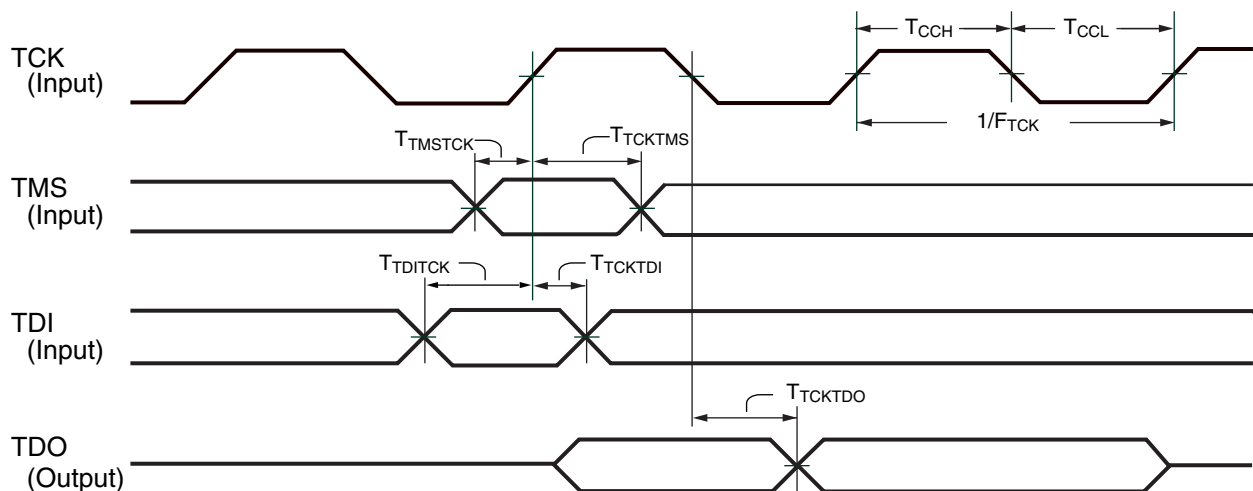 TCK
(Input)
TCCH
TCCL
1/FTCK
TTMSTCK
TTCKTMS
TMS
(Input)
TTDITCK
TTCKTDI
TDI
(Input)
TTCKTDO
TDO
(Output)